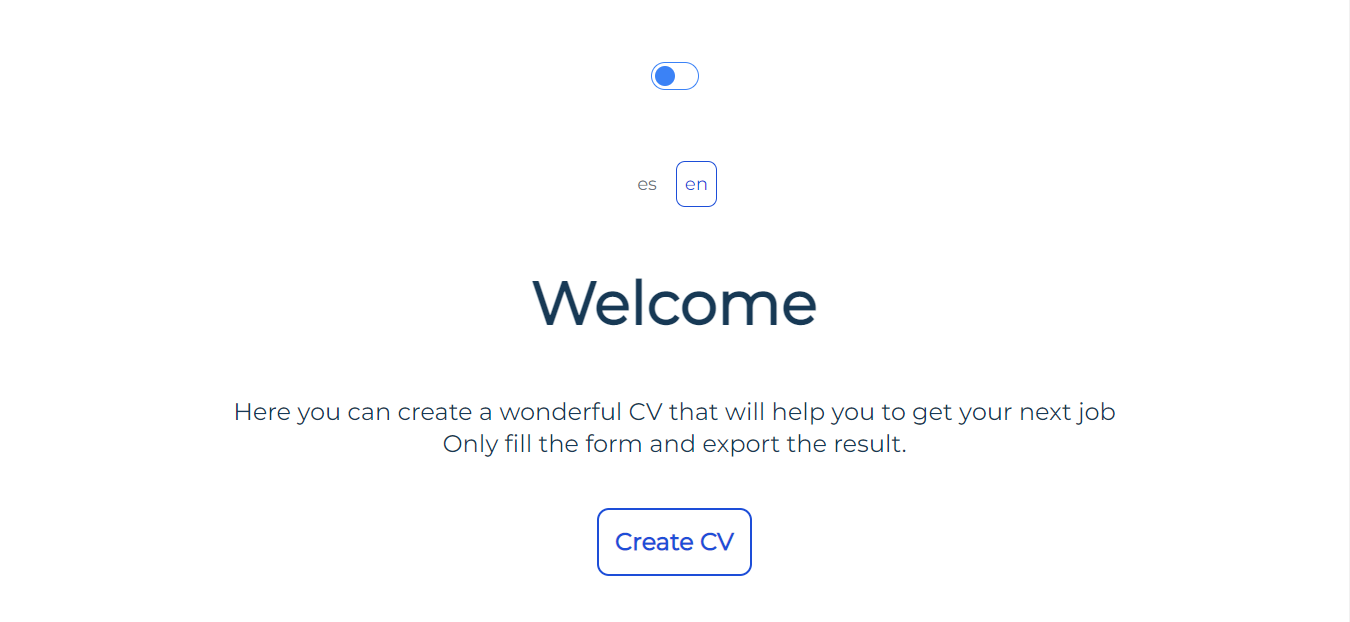 es en
Welcome
Here you can create a wonderful CV that will help you to get your next job
Only fill the form and export the result.
Create CV